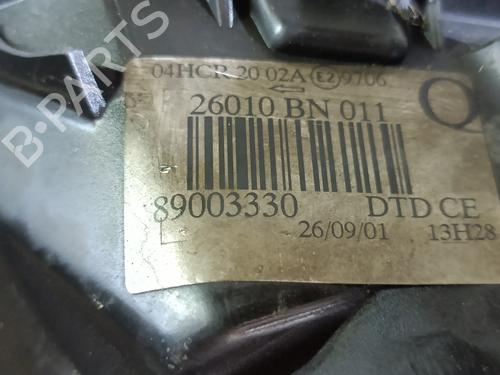 B-PARTS
04HCR 20 02A E2 9706
Q
26010 BN 011
89003330 DTD CE
26/09/01 13H28